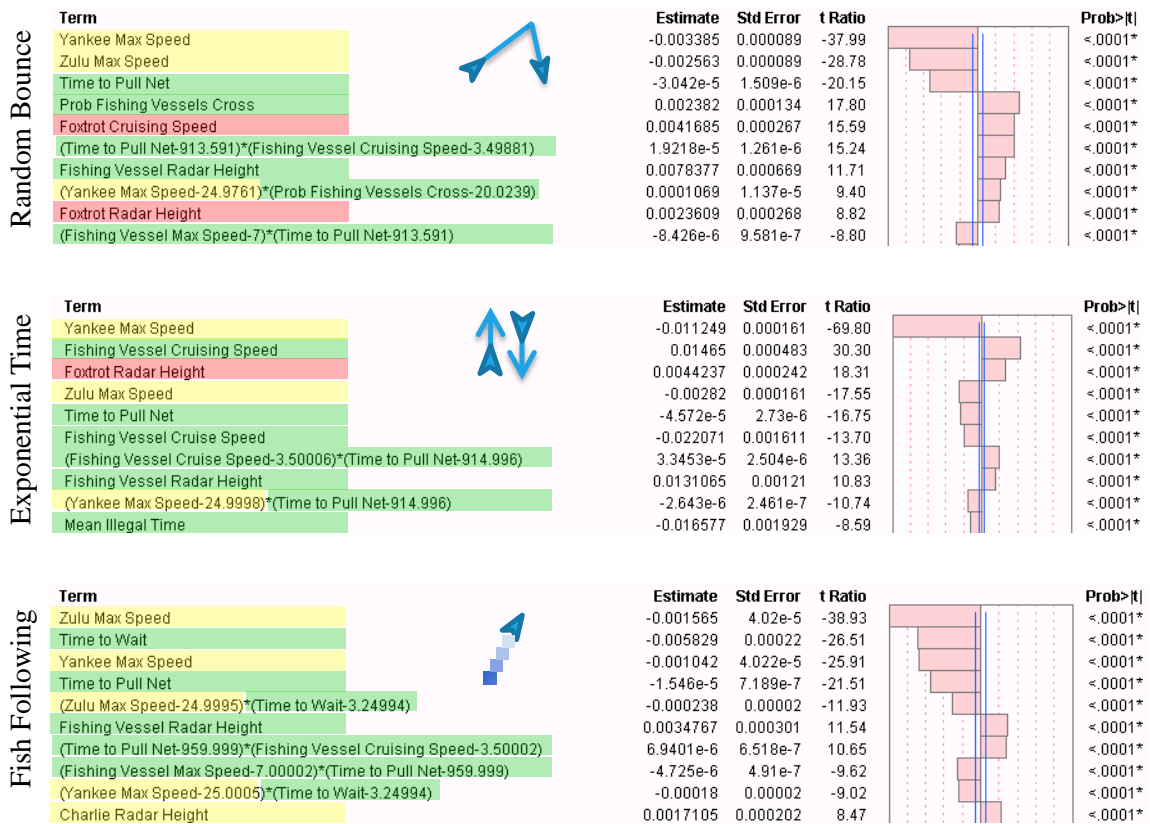 Random Bounce
Term Estimate Std Error t Ratio Prob>|t|
Yankee Max Speed -0.003385 0.000089 -37.99 <.0001*
Zulu Max Speed -0.002563 0.000089 -28.78 <.0001*
Time to Pull Net -3.042e-5 1.509e-6 -20.15 <.0001*
Prob Fishing Vessels Cross 0.002382 0.000134 17.80 <.0001*
Foxtrot Cruising Speed 0.0041685 0.000267 15.59 <.0001*
(Time to Pull Net-913.591)*(Fishing Vessel Cruising Speed-3.49881) 1.9218e-5 1.261e-6 15.24 <.0001*
Fishing Vessel Radar Height 0.0078377 0.000669 11.71 <.0001*
(Yankee Max Speed-24.9761)*(Prob Fishing Vessels Cross-20.0239) 0.0001069 1.137e-5 9.40 <.0001*
Foxtrot Radar Height 0.0023609 0.000268 8.82 <.0001*
(Fishing Vessel Max Speed-7)*(Time to Pull Net-913.591) -8.426e-6 9.581e-7 -8.80 <.0001*
Exponential Time
Term Estimate Std Error t Ratio Prob>|t|
Yankee Max Speed -0.011249 0.000161 -69.80 <.0001*
Fishing Vessel Cruising Speed 0.01465 0.000483 30.30 <.0001*
Foxtrot Radar Height 0.0044237 0.000242 18.31 <.0001*
Zulu Max Speed -0.00282 0.000161 -17.55 <.0001*
Time to Pull Net -4.572e-5 2.73e-6 -16.75 <.0001*
Fishing Vessel Cruise Speed -0.022071 0.001611 -13.70 <.0001*
(Fishing Vessel Cruise Speed-3.50006)*(Time to Pull Net-914.996) 3.3453e-5 2.504e-6 13.36 <.0001*
Fishing Vessel Radar Height 0.0131065 0.00121 10.83 <.0001*
(Yankee Max Speed-24.9998)*(Time to Pull Net-914.996) -2.643e-6 2.461e-7 -10.74 <.0001*
Mean Illegal Time -0.016577 0.001929 -8.59 <.0001*
Fish Following
Term Estimate Std Error t Ratio Prob>|t|
Zulu Max Speed -0.001565 4.02e-5 -38.93 <.0001*
Time to Wait -0.005829 0.00022 -26.51 <.0001*
Yankee Max Speed -0.001042 4.022e-5 -25.91 <.0001*
Time to Pull Net -1.546e-5 7.189e-7 -21.51 <.0001*
(Zulu Max Speed-24.9995)*(Time to Wait-3.24994) -0.000238 0.00002 -11.93 <.0001*
Fishing Vessel Radar Height 0.0034767 0.000301 11.54 <.0001*
(Time to Pull Net-959.999)*(Fishing Vessel Cruising Speed-3.50002) 6.9401e-6 6.518e-7 10.65 <.0001*
(Fishing Vessel Max Speed-7.00002)*(Time to Pull Net-959.999) -4.725e-6 4.91e-7 -9.62 <.0001*
(Yankee Max Speed-25.0005)*(Time to Wait-3.24994) -0.00018 0.00002 -9.02 <.0001*
Charlie Radar Height 0.0017105 0.000202 8.47 <.0001*